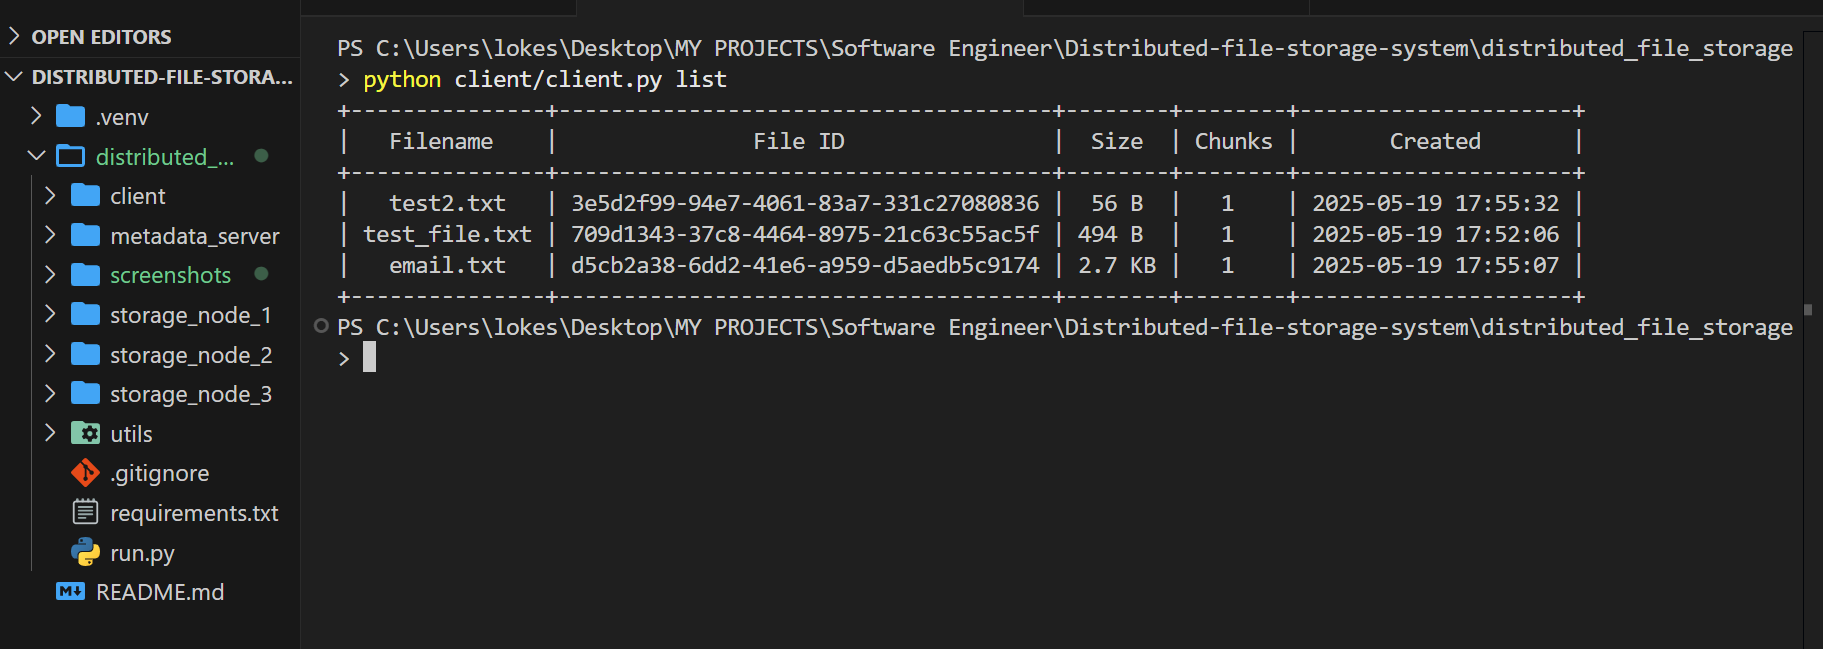 OPEN EDITORS
DISTRIBUTED-FILE-STORA...
.venv
distributed_...
client
metadata_server
screenshots
storage_node_1
storage_node_2
storage_node_3
utils
.gitignore
requirements.txt
run.py
README.md
PS C:\Users\lokes\Desktop\MY PROJECTS\Software Engineer\Distributed-file-storage-system\distributed_file_storage
> python client/client.py list
+---------------+--------------------------------------+--------+--------+---------------------+
|   Filename    |               File ID                |  Size  | Chunks |       Created       |
+---------------+--------------------------------------+--------+--------+---------------------+
|   test2.txt   | 3e5d2f99-94e7-4061-83a7-331c27080836 |  56 B  |   1    | 2025-05-19 17:55:32 |
| test_file.txt | 709d1343-37c8-4464-8975-21c63c55ac5f | 494 B  |   1    | 2025-05-19 17:52:06 |
|   email.txt   | d5cb2a38-6dd2-41e6-a959-d5aedb5c9174 | 2.7 KB |   1    | 2025-05-19 17:55:07 |
+---------------+--------------------------------------+--------+--------+---------------------+
PS C:\Users\lokes\Desktop\MY PROJECTS\Software Engineer\Distributed-file-storage-system\distributed_file_storage
>